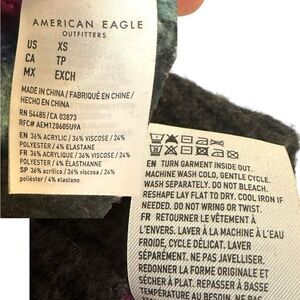 AMERICAN EAGLE
OUTFITTERS
US XS
CA TP
MX EXCH
MADE IN CHINA / FABRIQUÉ EN CHINE /
HECHO EN CHINA
RN 54485 / CA 03873
RFC# AEM120605U9A
EN 36% ACRYLIC / 36% VISCOSE / 24%
POLYESTER / 4% ELASTANE
FR 36% ACRYLIQUE / 36% VISCOSE / 24%
POLYESTER / 4% ÉLASTHANNE
SP 36% acrílico / 36% viscosa / 24%
poliéster / 4% elastano
EN TURN GARMENT INSIDE OUT.
MACHINE WASH COLD, GENTLE CYCLE.
WASH SEPARATELY. DO NOT BLEACH.
RESHAPE LAY FLAT TO DRY. COOL IRON IF
NEEDED. DO NOT WRING OR TWIST.
FR RETOURNER LE VÊTEMENT À
L'ENVERS. LAVER À LA MACHINE À L'EAU
FROIDE, CYCLE DÉLICAT. LAVER
SÉPARÉMENT. NE PAS JAVELLISER.
REDONNER LA FORME ORIGINALE ET
SÉCHER À PLAT. REPASSER À BASSE
TEMPÉRATURE AU BESOIN. NE